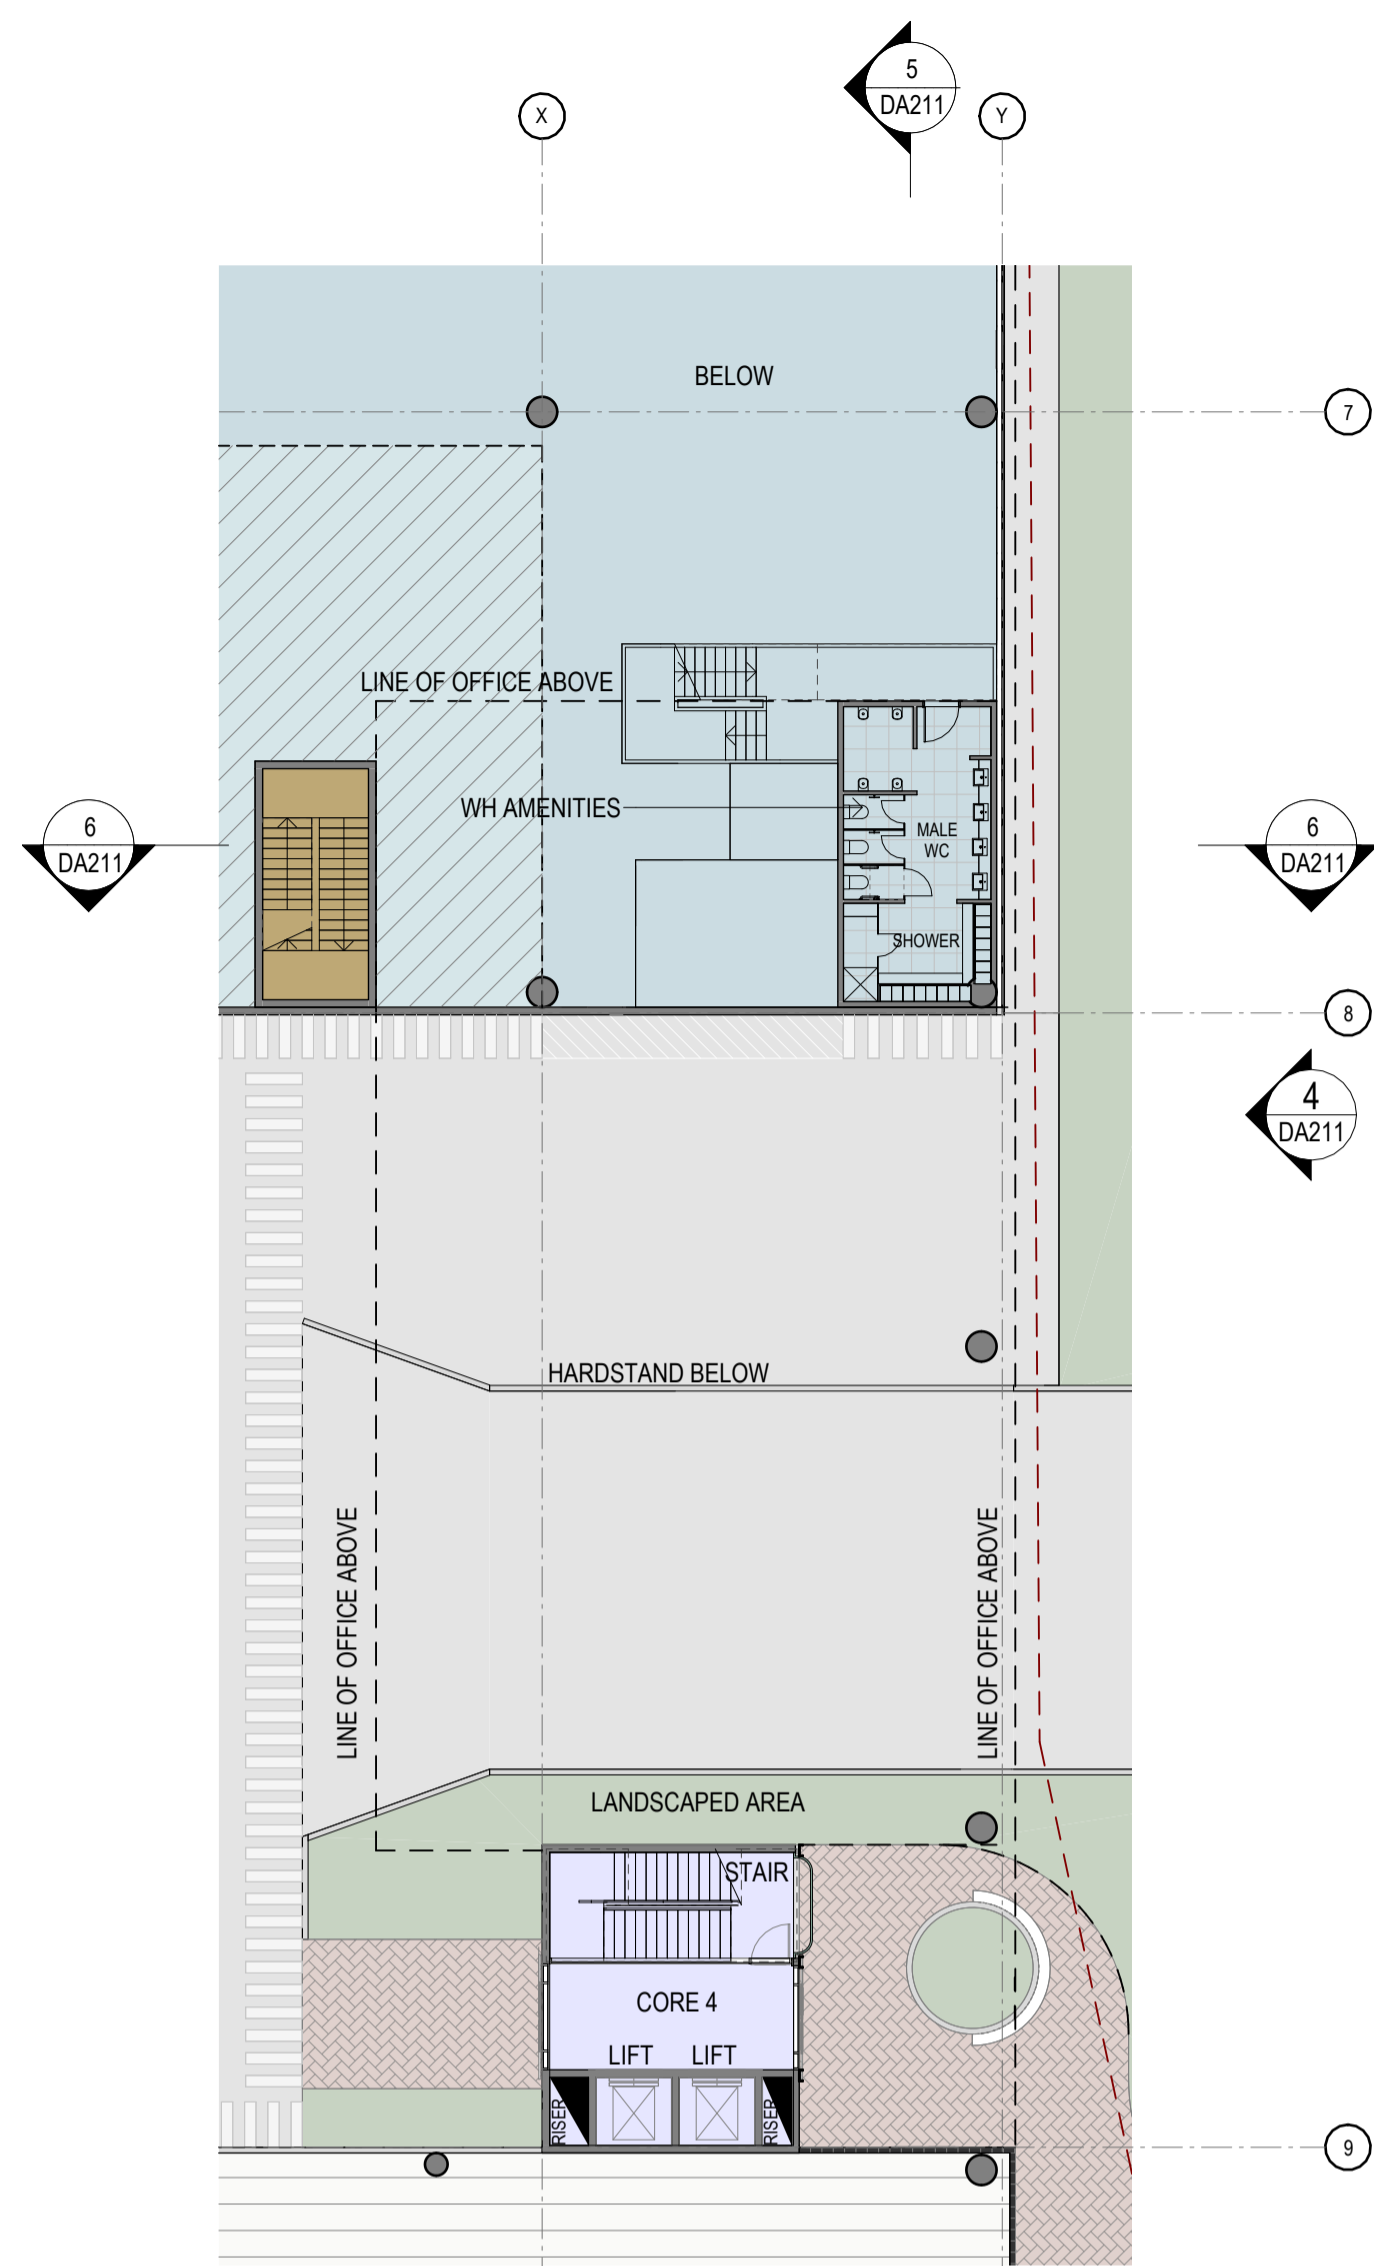 5
DA211
X
Y
BELOW
7
LINE OF OFFICE ABOVE
WH AMENITIES
MALE
WC
6
DA211
6
DA211
SHOWER
8
4
DA211
HARDSTAND BELOW
LINE OF OFFICE ABOVE
LINE OF OFFICE ABOVE
LANDSCAPED AREA
STAIR
CORE 4
LIFT
LIFT
RISER
RISER
9